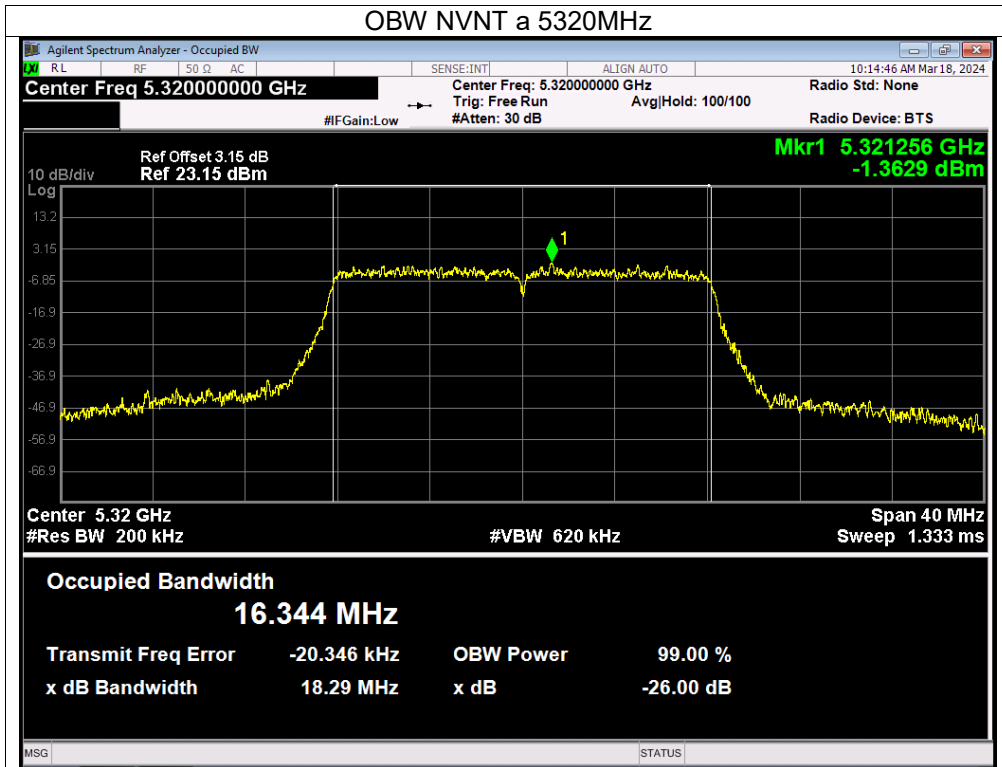 OBW NVNT a 5320MHz
Agilent Spectrum Analyzer - Occupied BW
LXI RL RF 50 Ω AC SENSE:INT ALIGN AUTO 10:14:46 AM Mar 18, 2024
Center Freq 5.320000000 GHz Center Freq: 5.320000000 GHz Radio Std: None
Trig: Free Run Avg|Hold: 100/100
#IFGain:Low #Atten: 30 dB Radio Device: BTS
Mkr1 5.321256 GHz
-1.3629 dBm
Ref Offset 3.15 dB
10 dB/div Ref 23.15 dBm
Log
13.2
1
3.15
-6.85
-16.9
-26.9
-36.9
-46.9
-56.9
-66.9
Center 5.32 GHz Span 40 MHz
#Res BW 200 kHz #VBW 620 kHz Sweep 1.333 ms
Occupied Bandwidth
16.344 MHz
Transmit Freq Error -20.346 kHz OBW Power 99.00 %
x dB Bandwidth 18.29 MHz x dB -26.00 dB
MSG STATUS